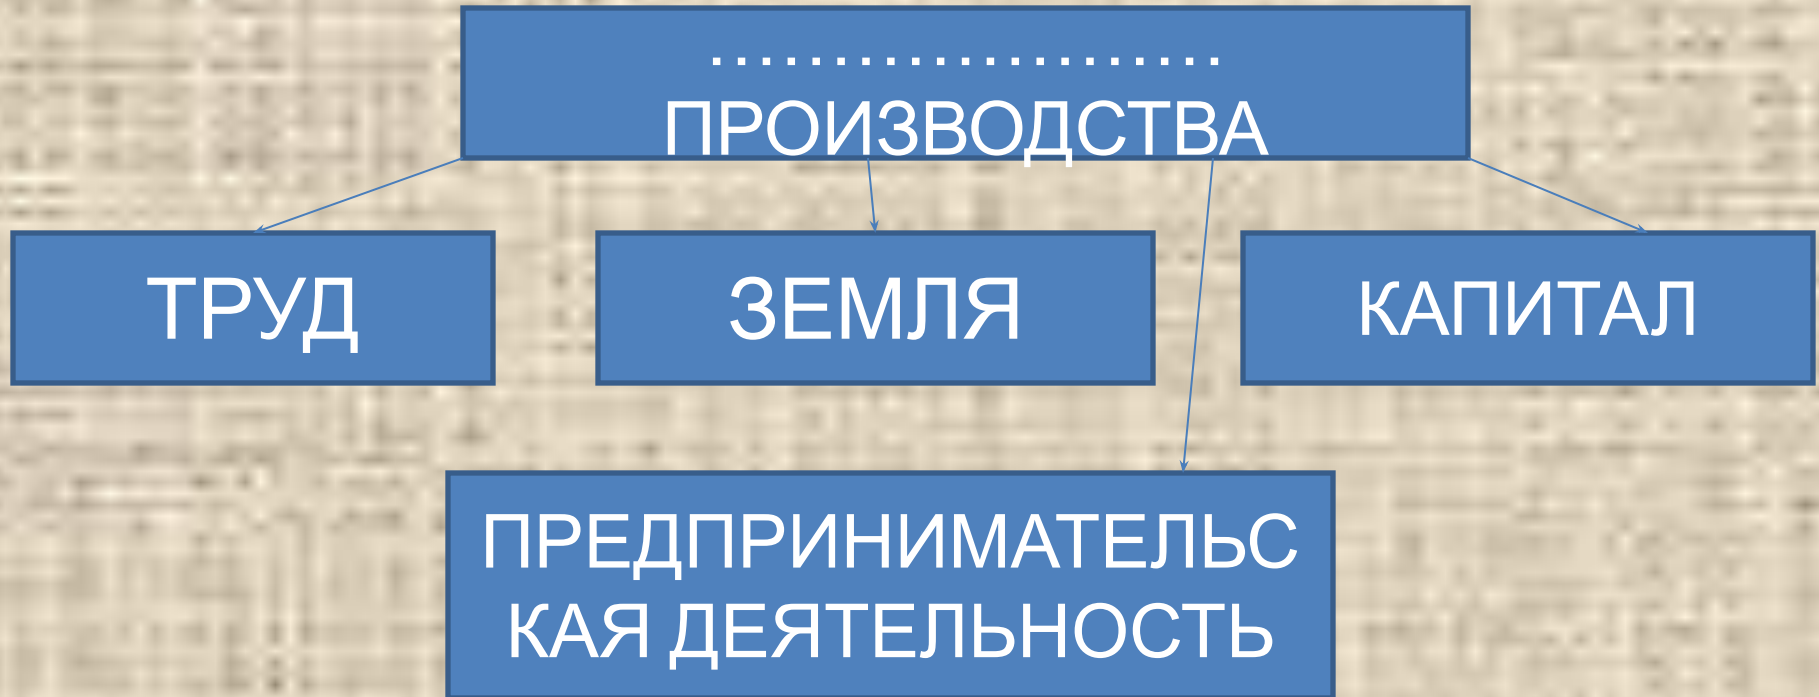 .....................
ПРОИЗВОДСТВА
ТРУД
ЗЕМЛЯ
КАПИТАЛ
ПРЕДПРИНИМАТЕЛЬС
КАЯ ДЕЯТЕЛЬНОСТЬ